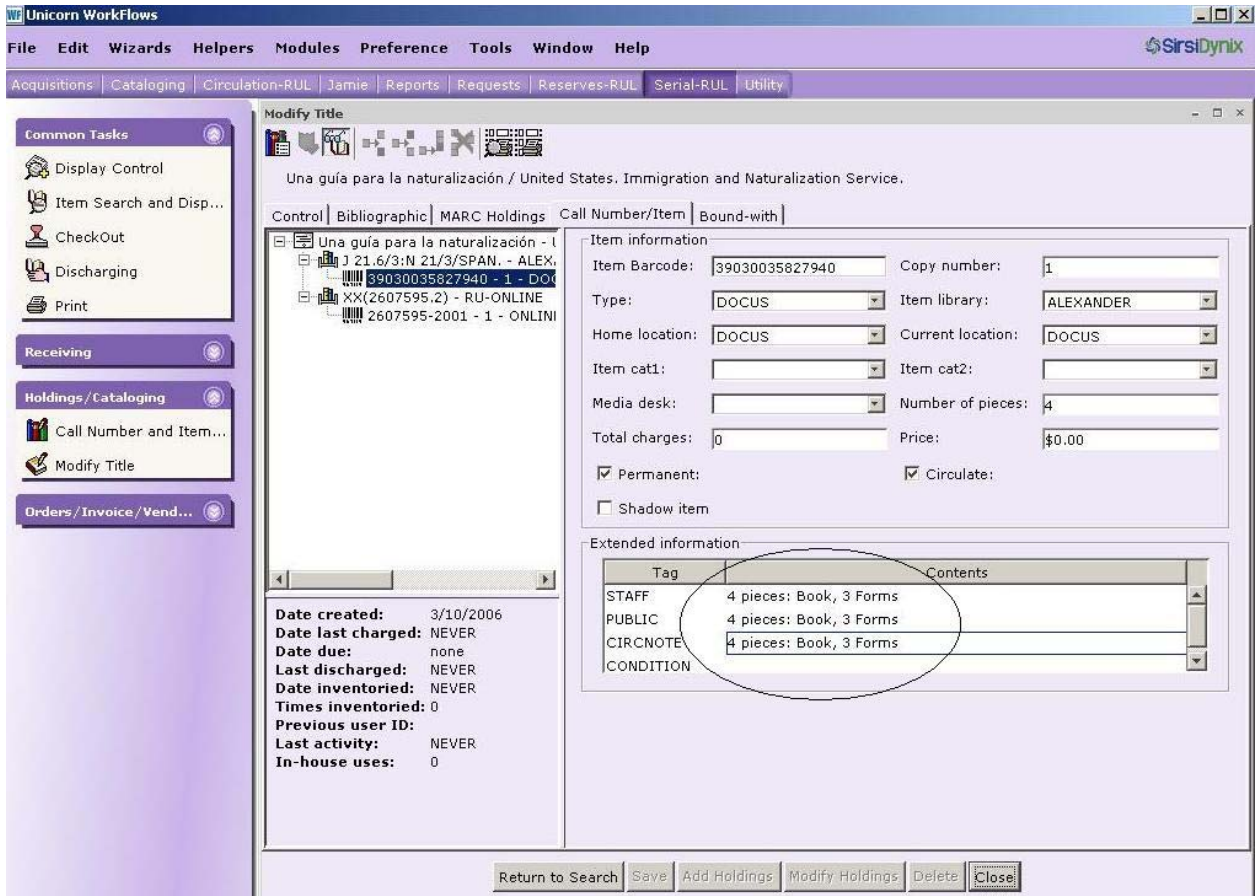 WF Unicorn WorkFlows
File Edit Wizards Helpers Modules Preference Tools Window Help
SirsiDynix
Acquisitions Cataloging Circulation-RUL Jamie Reports Requests Reserves-RUL Serial-RUL Utility
Common Tasks
Display Control
Item Search and Disp...
CheckOut
Discharging
Print
Receiving
Holdings/Cataloging
Call Number and Item...
Modify Title
Orders/Invoice/Vend...
Modify Title
Una guía para la naturalización / United States. Immigration and Naturalization Service.
Control Bibliographic MARC Holdings Call Number/Item Bound-with
Una guía para la naturalización -
J 21.6/3:N 21/3/SPAN. - ALEX
39030035827940 - 1 - DOC
XX(2607595.2) - RU-ONLINE
2607595-2001 - 1 - ONLIN
Date created: 3/10/2006
Date last charged: NEVER
Date due: none
Last discharged: NEVER
Date inventoried: NEVER
Times inventoried: 0
Previous user ID:
Last activity: NEVER
In-house uses: 0
Item information
Item Barcode: 39030035827940 Copy number: 1
Type: DOCUS Item library: ALEXANDER
Home location: DOCUS Current location: DOCUS
Item cat1: Item cat2:
Media desk: Number of pieces: 4
Total charges: 0 Price: $0.00
Permanent: Circulate:
Shadow item
Extended information
Tag Contents
STAFF 4 pieces: Book, 3 Forms
PUBLIC 4 pieces: Book, 3 Forms
CIRCNOTE 4 pieces: Book, 3 Forms
CONDITION
Return to Search Save Add Holdings Modify Holdings Delete Close